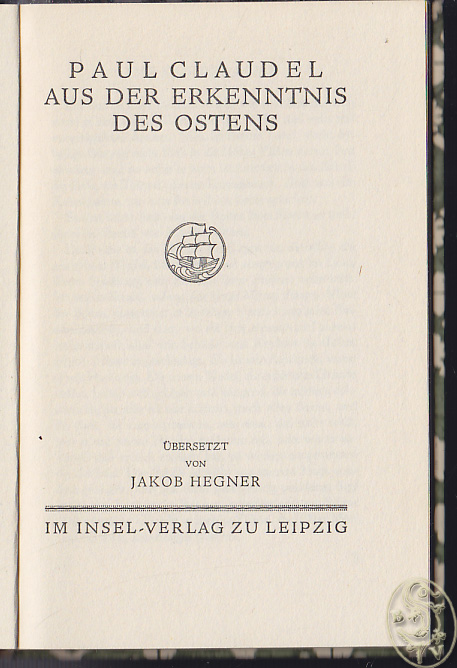 PAUL CLAUDEL
AUS DER ERKENNTNIS
DES OSTENS
ÜBERSETZT
VON
JAKOB HEGNER
IM INSEL-VERLAG ZU LEIPZIG